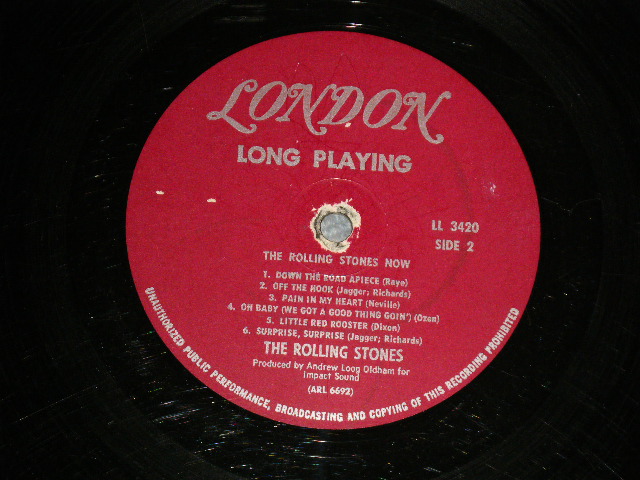 LONDON
LONG PLAYING
LL 3420
SIDE 2
THE ROLLING STONES NOW
1. DOWN THE ROAD APIECE (Raye)
2. OFF THE HOOK (Jagger; Richards)
3. PAIN IN MY HEART (Neville)
4. OH BABY (WE GOT A GOOD THING GOIN') (Ozen)
5. LITTLE RED ROOSTER (Dixon)
6. SURPRISE, SURPRISE (Jagger; Richards)
THE ROLLING STONES
Produced by Andrew Loog Oldham for
Impact Sound
(ARL 6692)
UNAUTHORIZED PUBLIC PERFORMANCE, BROADCASTING AND COPYING OF THIS RECORDING PROHIBITED